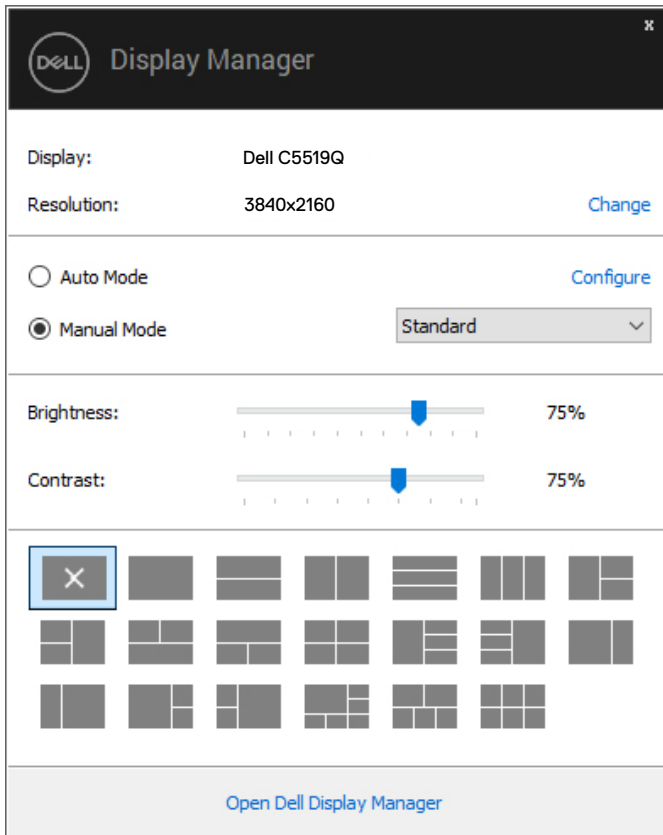 x
DELL Display Manager
Display: Dell C5519Q
Resolution: 3840x2160 Change
Auto Mode Configure
Manual Mode Standard
Brightness: 75%
Contrast: 75%
Open Dell Display Manager